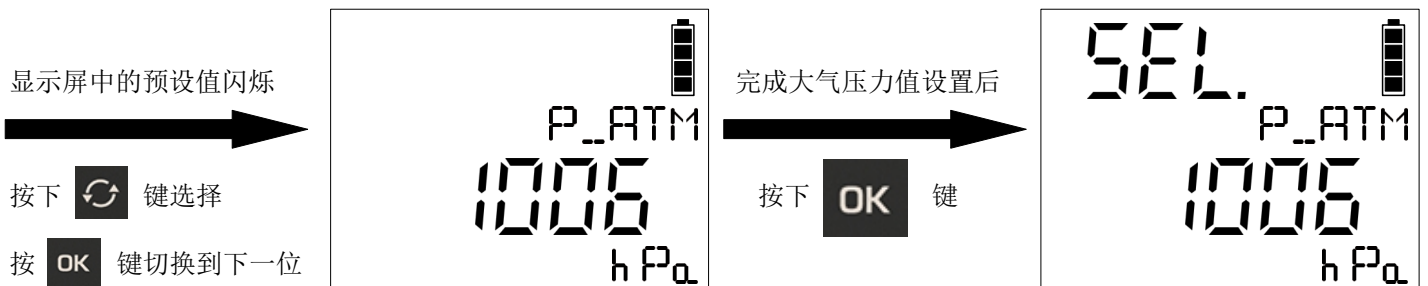 显示屏中的预设值闪烁
按下 键选择
按 OK 键切换到下一位
P_ATM
1006
hPa
完成大气压力值设置后
按下 OK 键
SEL.
P_ATM
1006
hPa